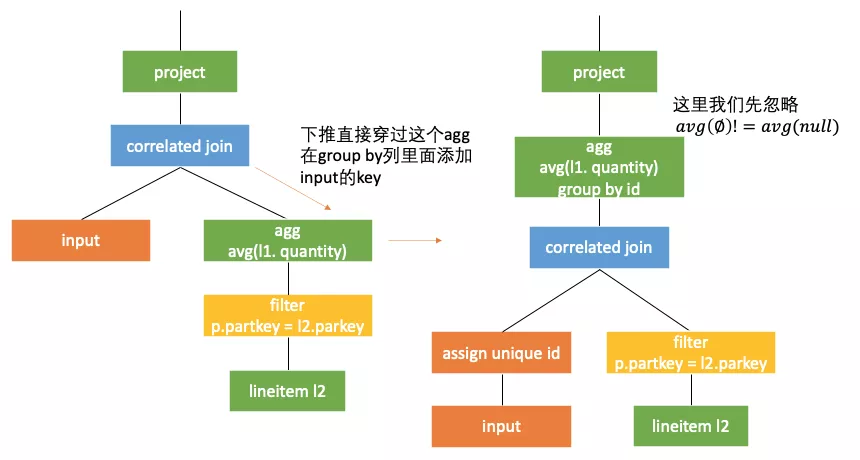 project
correlated join
input
agg
avg(l1. quantity)
filter
p.partkey = l2.parkey
lineitem l2
下推直接穿过这个agg
在group by列里面添加
input的key
project
这里我们先忽略
avg(∅)! = avg(null)
agg
avg(l1. quantity)
group by id
correlated join
assign unique id
input
filter
p.partkey = l2.parkey
lineitem l2